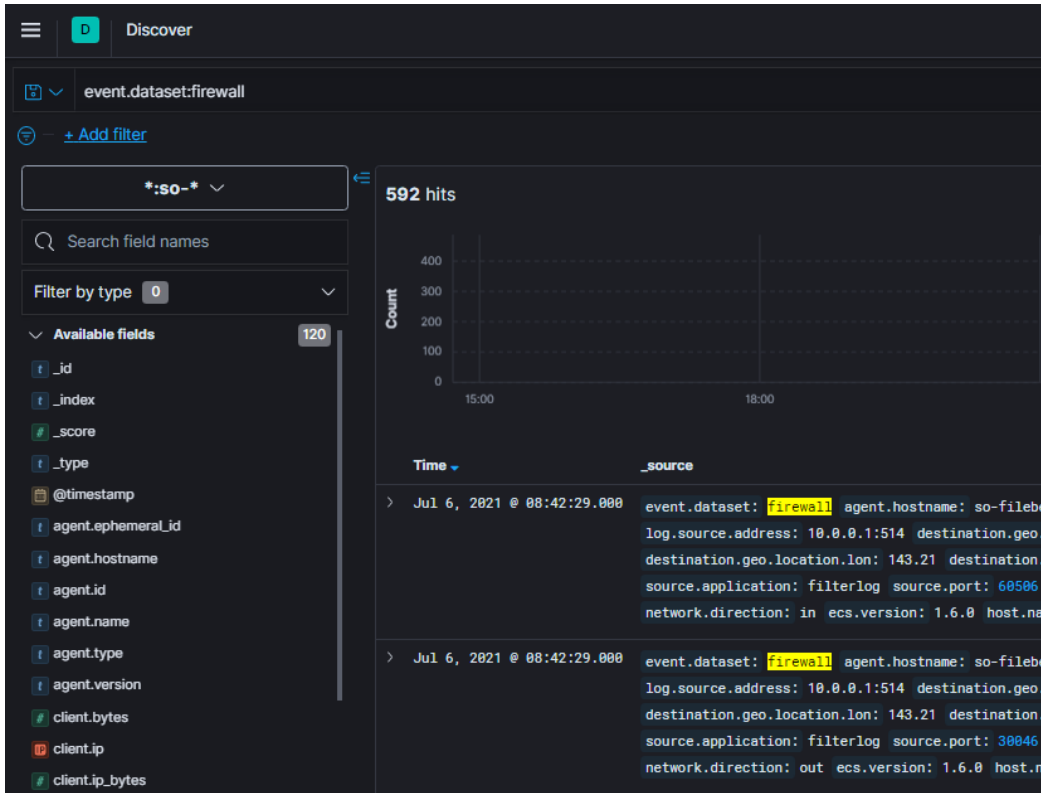 D Discover
event.dataset:firewall
+ Add filter
*:so-*
Search field names
Filter by type 0
Available fields 120
t _id
t _index
# _score
t _type
@timestamp
t agent.ephemeral_id
t agent.hostname
t agent.id
t agent.name
t agent.type
t agent.version
# client.bytes
IP client.ip
# client.ip_bytes
592 hits
Count
400
300
200
100
0
15:00 18:00
Time _source
Jul 6, 2021 @ 08:42:29.000 event.dataset: firewall agent.hostname: so-filebe
log.source.address: 10.0.0.1:514 destination.geo.
destination.geo.location.lon: 143.21 destination.
source.application: filterlog source.port: 60506
network.direction: in ecs.version: 1.6.0 host.na
Jul 6, 2021 @ 08:42:29.000 event.dataset: firewall agent.hostname: so-filebe
log.source.address: 10.0.0.1:514 destination.geo.
destination.geo.location.lon: 143.21 destination.
source.application: filterlog source.port: 30046
network.direction: out ecs.version: 1.6.0 host.n